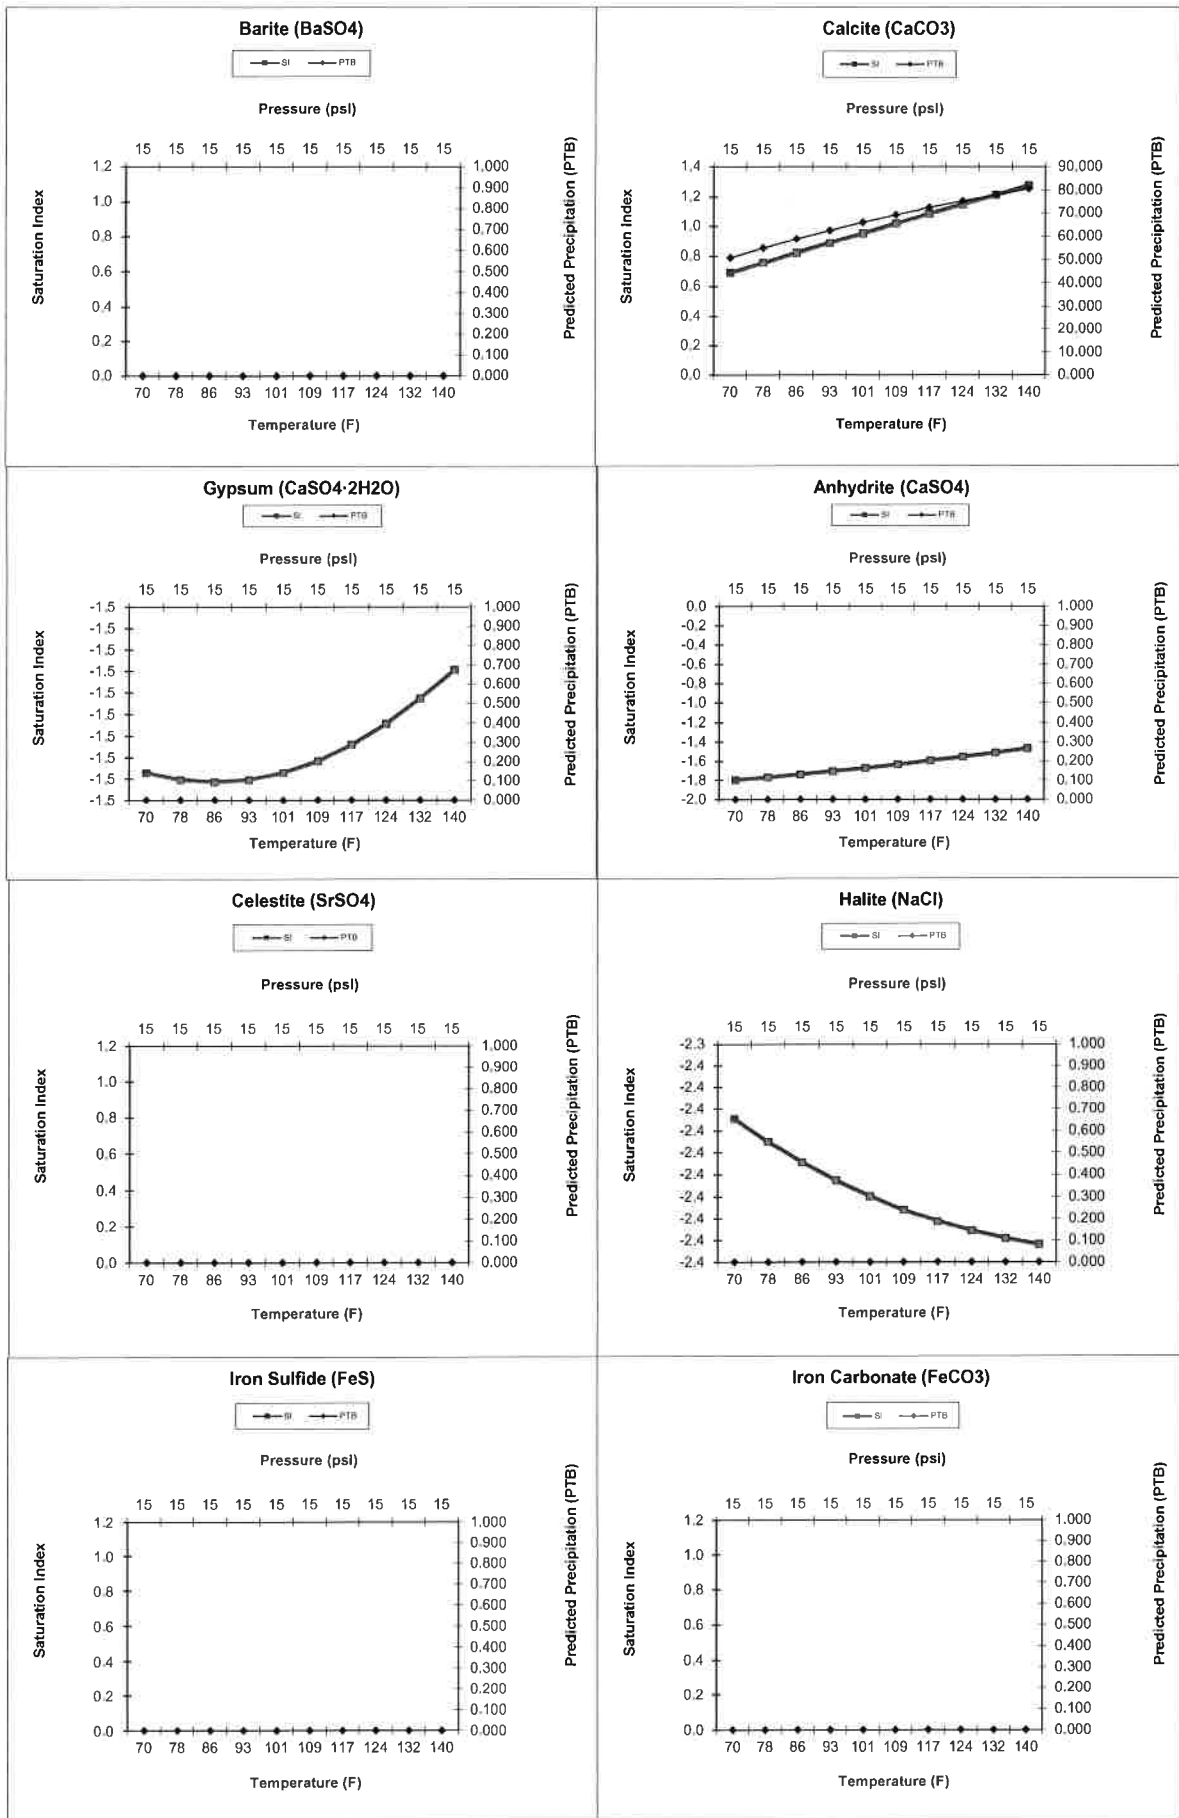 Barite (BaSO4)
SI PTB
Pressure (psi)
15 15 15 15 15 15 15 15 15 15
1.2
1.0
0.8
0.6
0.4
0.2
0.0
Saturation Index
1.000
0.900
0.800
0.700
0.600
0.500
0.400
0.300
0.200
0.100
0.000
Predicted Precipitation (PTB)
70 78 86 93 101 109 117 124 132 140
Temperature (F)
Calcite (CaCO3)
SI PTB
Pressure (psi)
15 15 15 15 15 15 15 15 15 15
1.4
1.2
1.0
0.8
0.6
0.4
0.2
0.0
Saturation Index
90.000
80.000
70.000
60.000
50.000
40.000
30.000
20.000
10.000
0.000
Predicted Precipitation (PTB)
70 78 86 93 101 109 117 124 132 140
Temperature (F)
Gypsum (CaSO4·2H2O)
SI PTB
Pressure (psi)
15 15 15 15 15 15 15 15 15 15
-1.5
-1.5
-1.5
-1.5
-1.5
-1.5
-1.5
-1.5
-1.5
-1.5
Saturation Index
1.000
0.900
0.800
0.700
0.600
0.500
0.400
0.300
0.200
0.100
0.000
Predicted Precipitation (PTB)
70 78 86 93 101 109 117 124 132 140
Temperature (F)
Anhydrite (CaSO4)
SI PTB
Pressure (psi)
15 15 15 15 15 15 15 15 15 15
0.0
-0.2
-0.4
-0.6
-0.8
-1.0
-1.2
-1.4
-1.6
-1.8
-2.0
Saturation Index
1.000
0.900
0.800
0.700
0.600
0.500
0.400
0.300
0.200
0.100
0.000
Predicted Precipitation (PTB)
70 78 86 93 101 109 117 124 132 140
Temperature (F)
Celestite (SrSO4)
SI PTB
Pressure (psi)
15 15 15 15 15 15 15 15 15 15
1.2
1.0
0.8
0.6
0.4
0.2
0.0
Saturation Index
1.000
0.900
0.800
0.700
0.600
0.500
0.400
0.300
0.200
0.100
0.000
Predicted Precipitation (PTB)
70 78 86 93 101 109 117 124 132 140
Temperature (F)
Halite (NaCl)
SI PTB
Pressure (psi)
15 15 15 15 15 15 15 15 15 15
-2.3
-2.4
-2.4
-2.4
-2.4
-2.4
-2.4
-2.4
-2.4
-2.4
-2.4
Saturation Index
1.000
0.900
0.800
0.700
0.600
0.500
0.400
0.300
0.200
0.100
0.000
Predicted Precipitation (PTB)
70 78 86 93 101 109 117 124 132 140
Temperature (F)
Iron Sulfide (FeS)
SI PTB
Pressure (psi)
15 15 15 15 15 15 15 15 15 15
1.2
1.0
0.8
0.6
0.4
0.2
0.0
Saturation Index
1.000
0.900
0.800
0.700
0.600
0.500
0.400
0.300
0.200
0.100
0.000
Predicted Precipitation (PTB)
70 78 86 93 101 109 117 124 132 140
Temperature (F)
Iron Carbonate (FeCO3)
SI PTB
Pressure (psi)
15 15 15 15 15 15 15 15 15 15
1.2
1.0
0.8
0.6
0.4
0.2
0.0
Saturation Index
1.000
0.900
0.800
0.700
0.600
0.500
0.400
0.300
0.200
0.100
0.000
Predicted Precipitation (PTB)
70 78 86 93 101 109 117 124 132 140
Temperature (F)